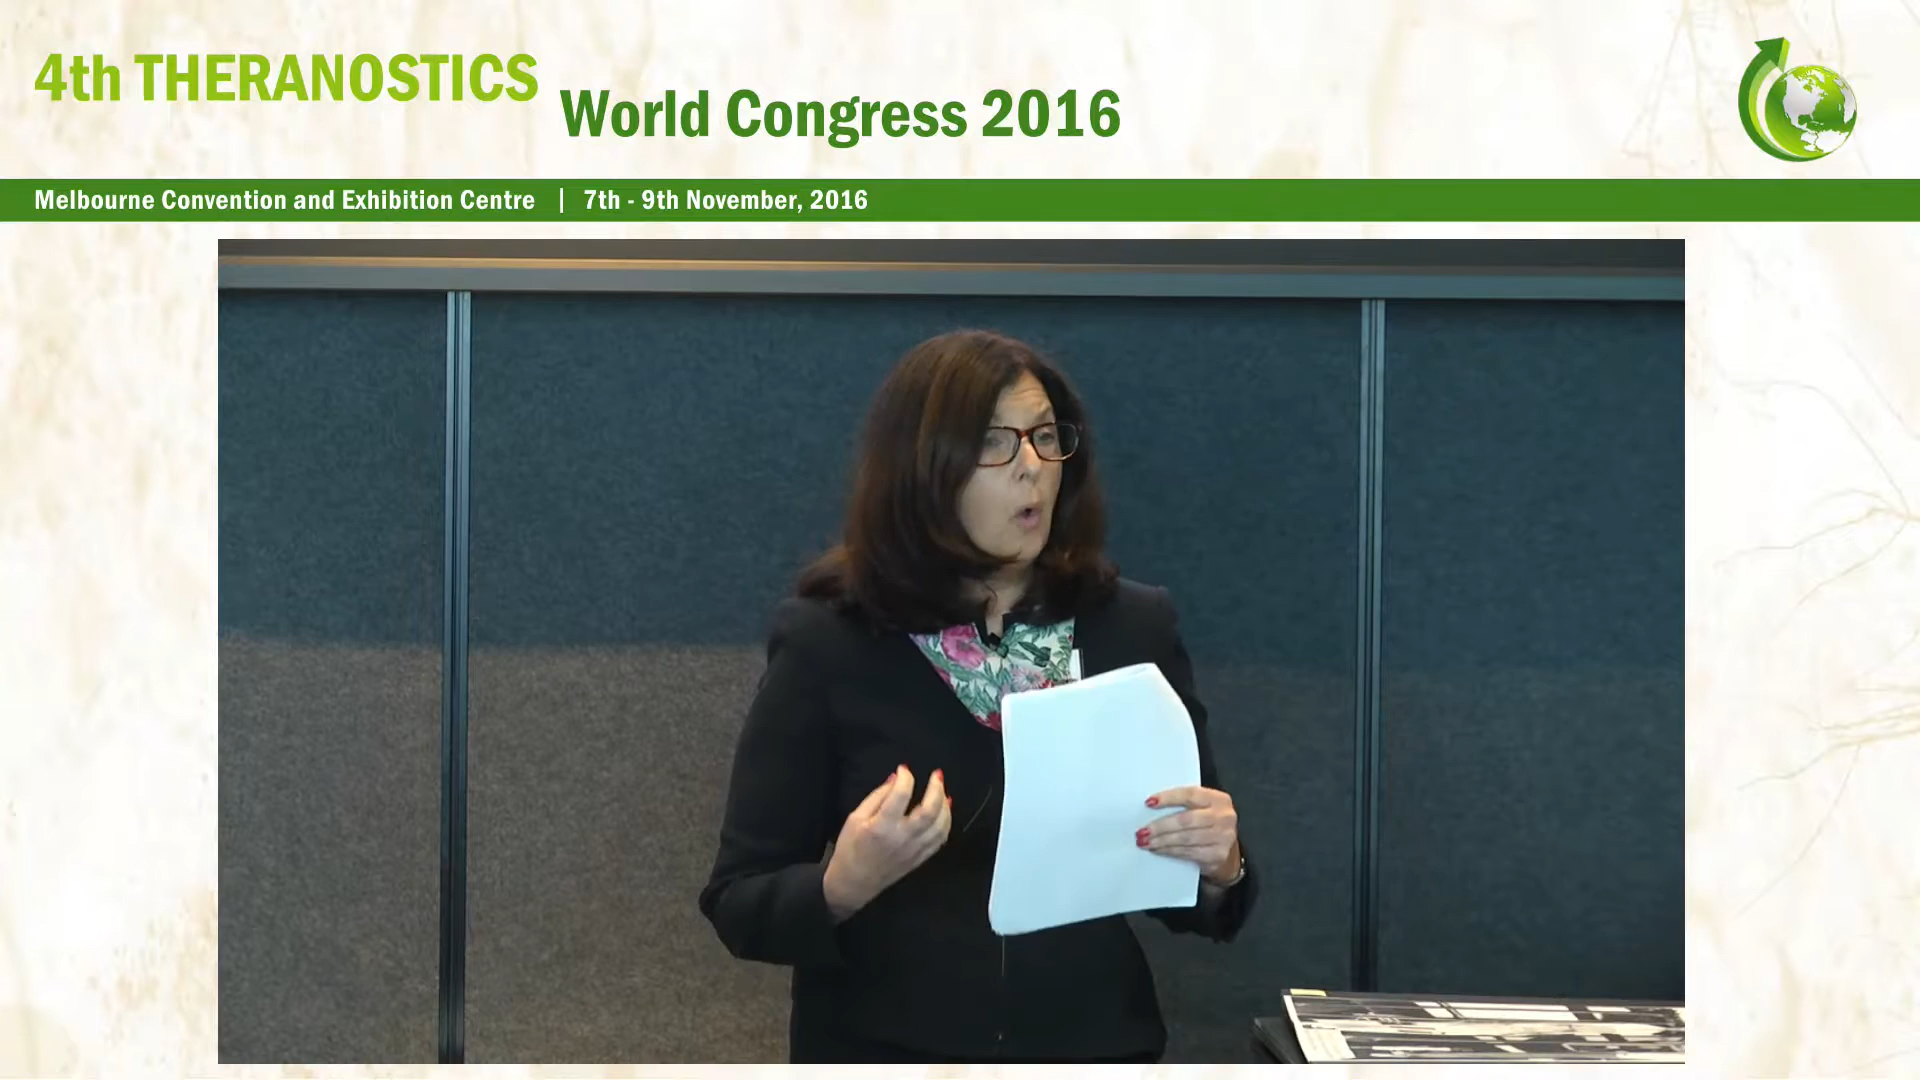 4th THERANOSTICS
World Congress 2016
Melbourne Convention and Exhibition Centre | 7th - 9th November, 2016